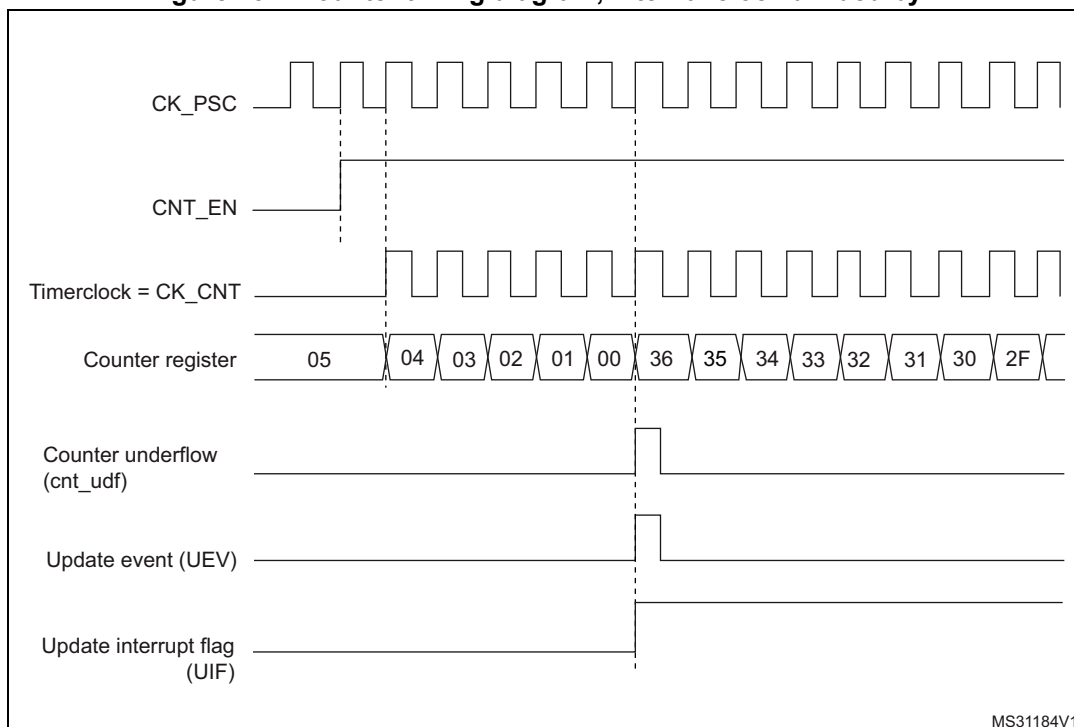 CK_PSC
CNT_EN
Timerclock = CK_CNT
Counter register
05 04 03 02 01 00 36 35 34 33 32 31 30 2F
Counter underflow
(cnt_udf)
Update event (UEV)
Update interrupt flag
(UIF)
MS31184V1